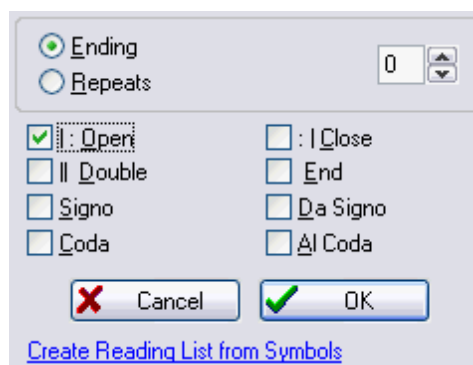 Ending 0
Repeats
|: Open :| Close
|| Double End
Signo Da Signo
Coda Al Coda
Cancel OK
Create Reading List from Symbols